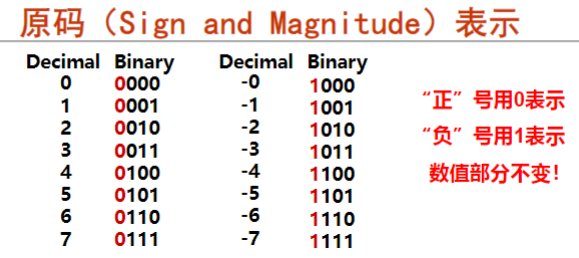 原码（Sign and Magnitude）表示
Decimal Binary Decimal Binary
0 0000 -0 1000
1 0001 -1 1001
2 0010 -2 1010
3 0011 -3 1011
4 0100 -4 1100
5 0101 -5 1101
6 0110 -6 1110
7 0111 -7 1111
“正”号用0表示
“负”号用1表示
数值部分不变！